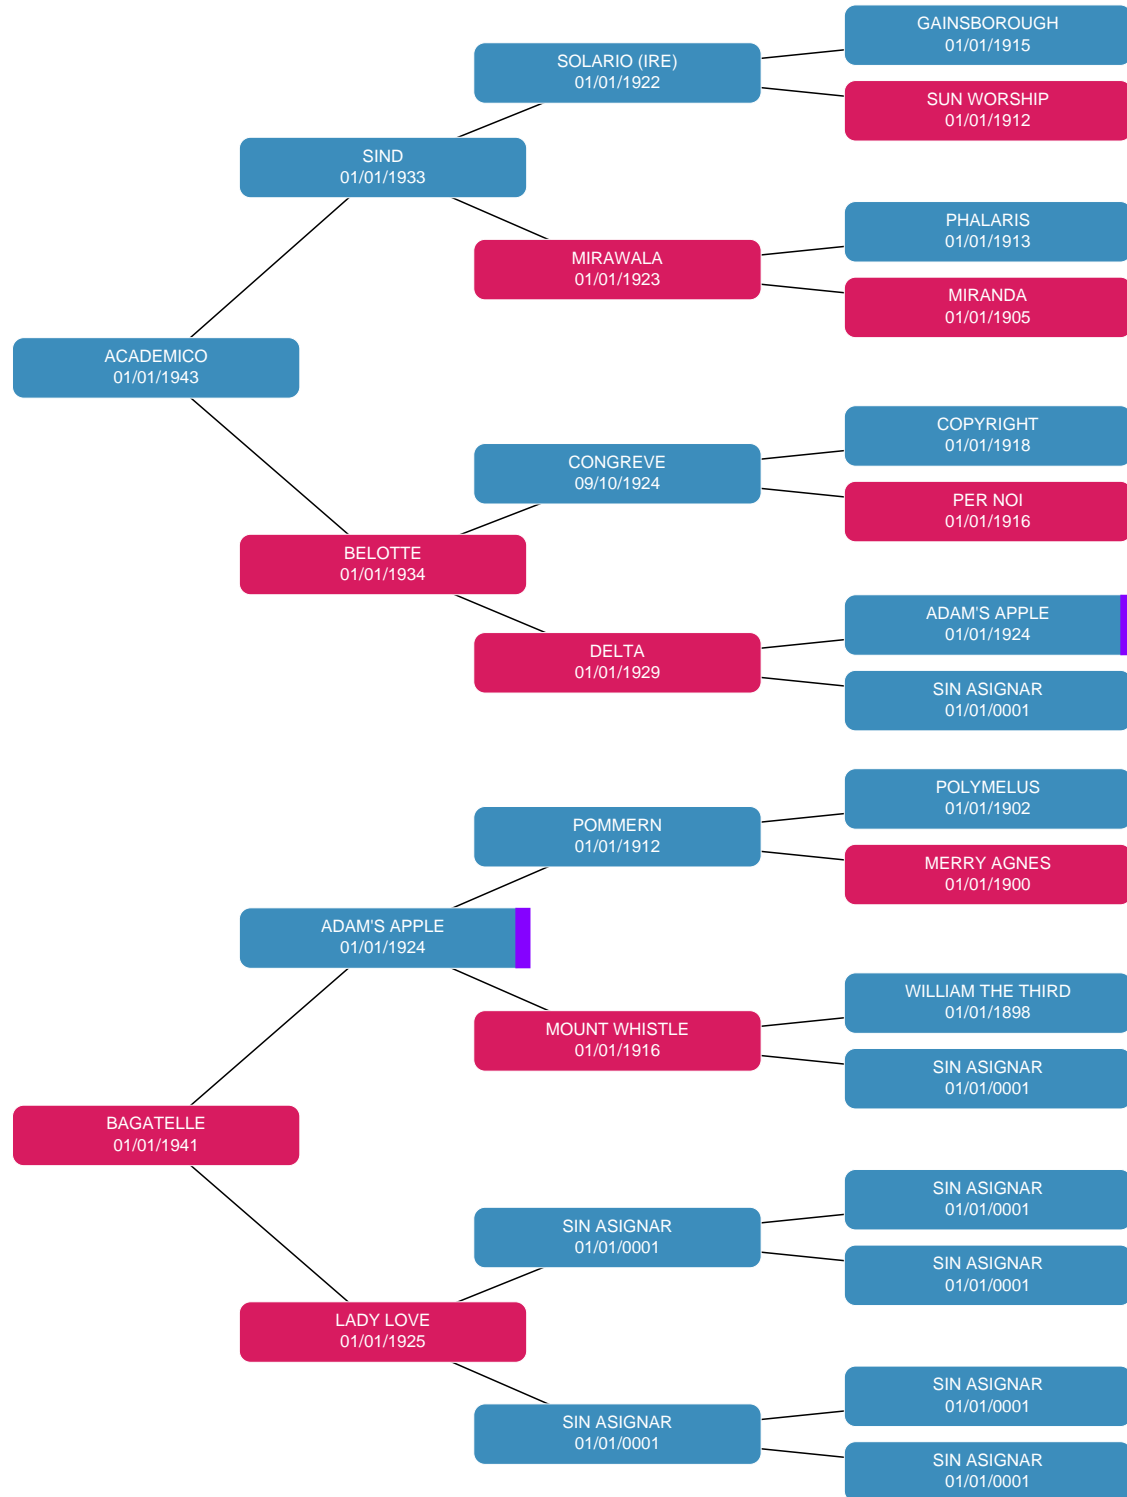 GAINSBOROUGH
01/01/1915
SOLARIO (IRE)
01/01/1922
SUN WORSHIP
01/01/1912
SIND
01/01/1933
PHALARIS
01/01/1913
MIRAWALA
01/01/1923
MIRANDA
01/01/1905
ACADEMICO
01/01/1943
COPYRIGHT
01/01/1918
CONGREVE
09/10/1924
PER NOI
01/01/1916
BELOTTE
01/01/1934
ADAM'S APPLE
01/01/1924
DELTA
01/01/1929
SIN ASIGNAR
01/01/0001
POLYMELUS
01/01/1902
POMMERN
01/01/1912
MERRY AGNES
01/01/1900
ADAM'S APPLE
01/01/1924
WILLIAM THE THIRD
01/01/1898
MOUNT WHISTLE
01/01/1916
SIN ASIGNAR
01/01/0001
BAGATELLE
01/01/1941
SIN ASIGNAR
01/01/0001
SIN ASIGNAR
01/01/0001
SIN ASIGNAR
01/01/0001
LADY LOVE
01/01/1925
SIN ASIGNAR
01/01/0001
SIN ASIGNAR
01/01/0001
SIN ASIGNAR
01/01/0001